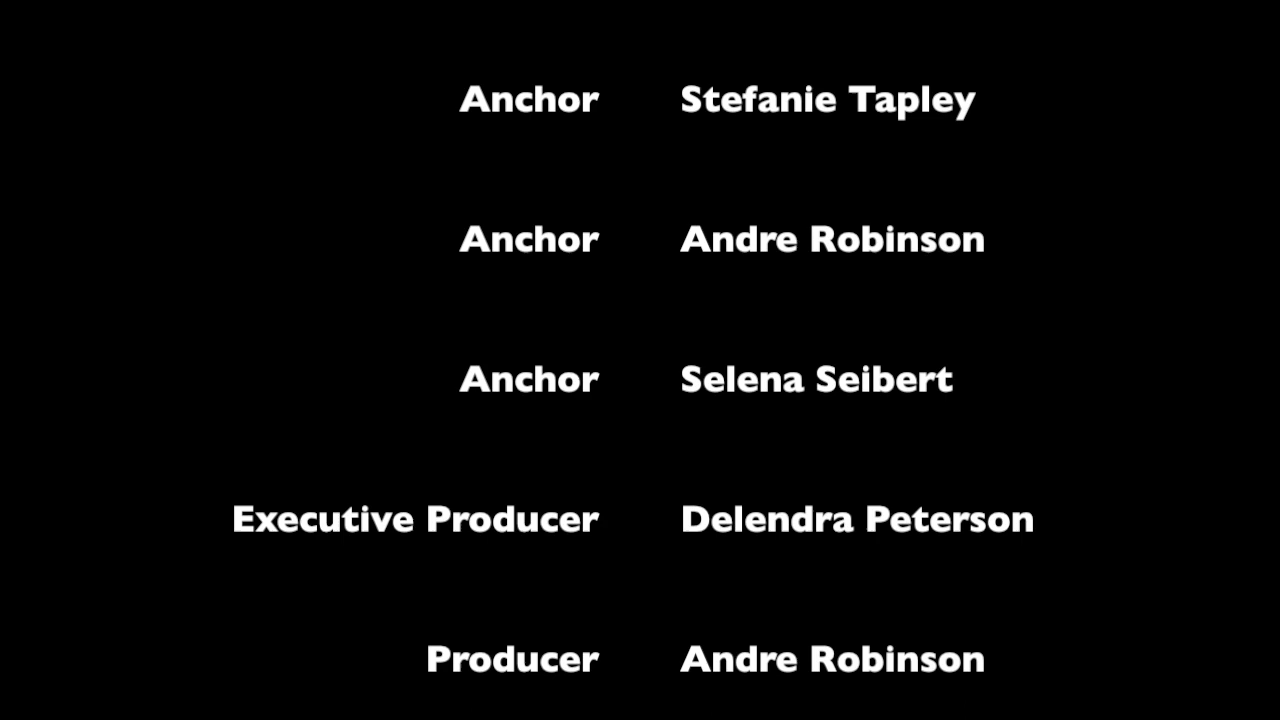 Anchor Stefanie Tapley
Anchor Andre Robinson
Anchor Selena Seibert
Executive Producer Delendra Peterson
Producer Andre Robinson